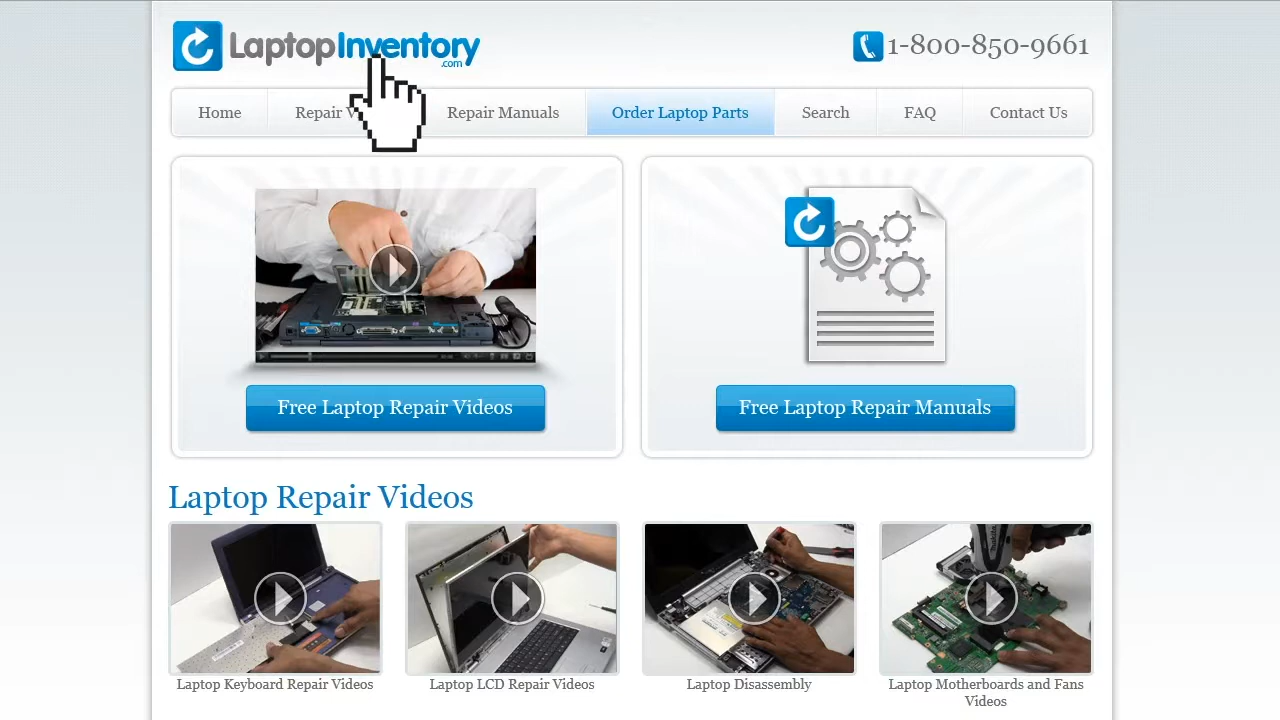 LaptopInventory
.com
1-800-850-9661
Home
Repair V
Repair Manuals
Order Laptop Parts
Search
FAQ
Contact Us
Free Laptop Repair Videos
Free Laptop Repair Manuals
Laptop Repair Videos
Laptop Keyboard Repair Videos
Laptop LCD Repair Videos
Laptop Disassembly
Laptop Motherboards and Fans
Videos